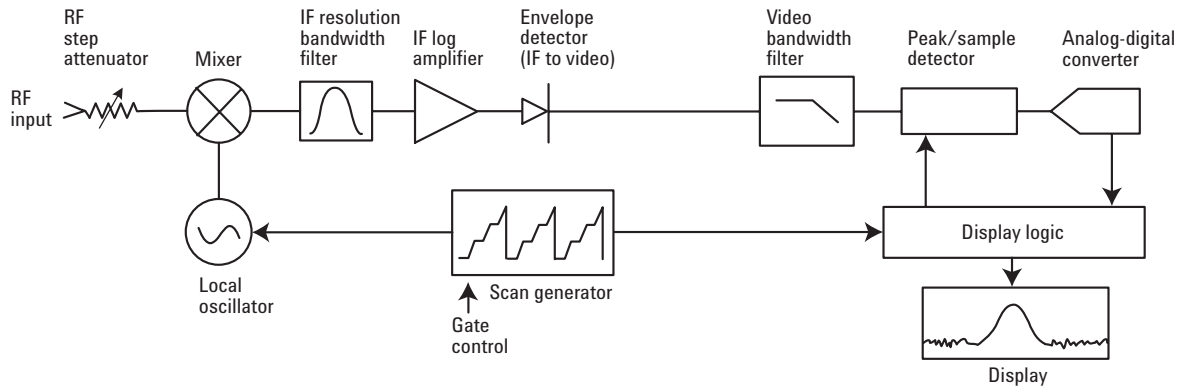 RF
step
attenuator
Mixer
IF resolution
bandwidth
filter
IF log
amplifier
Envelope
detector
(IF to video)
Video
bandwidth
filter
Peak/sample
detector
Analog-digital
converter
RF
input
Local
oscillator
Scan generator
Gate
control
Display logic
Display